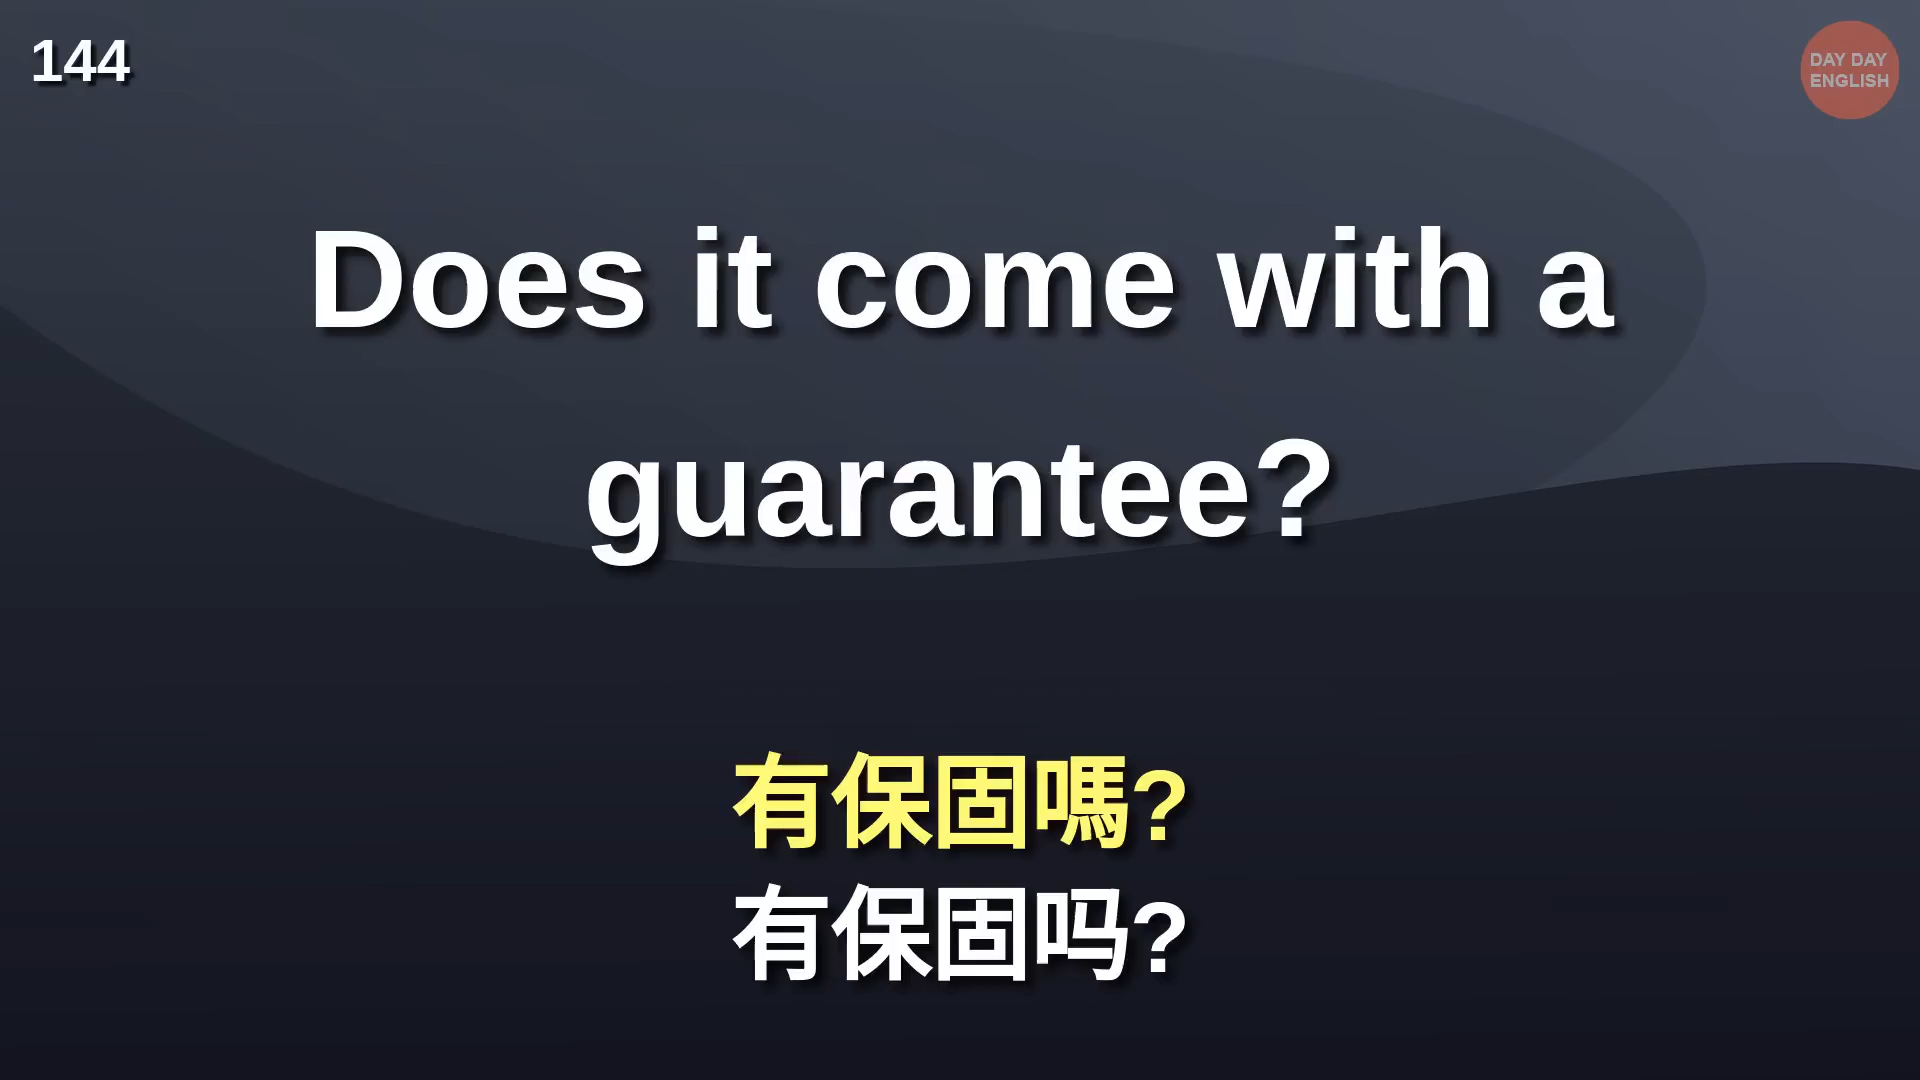 144
DAY DAY
ENGLISH
Does it come with a
guarantee?
有保固嗎?
有保固吗?